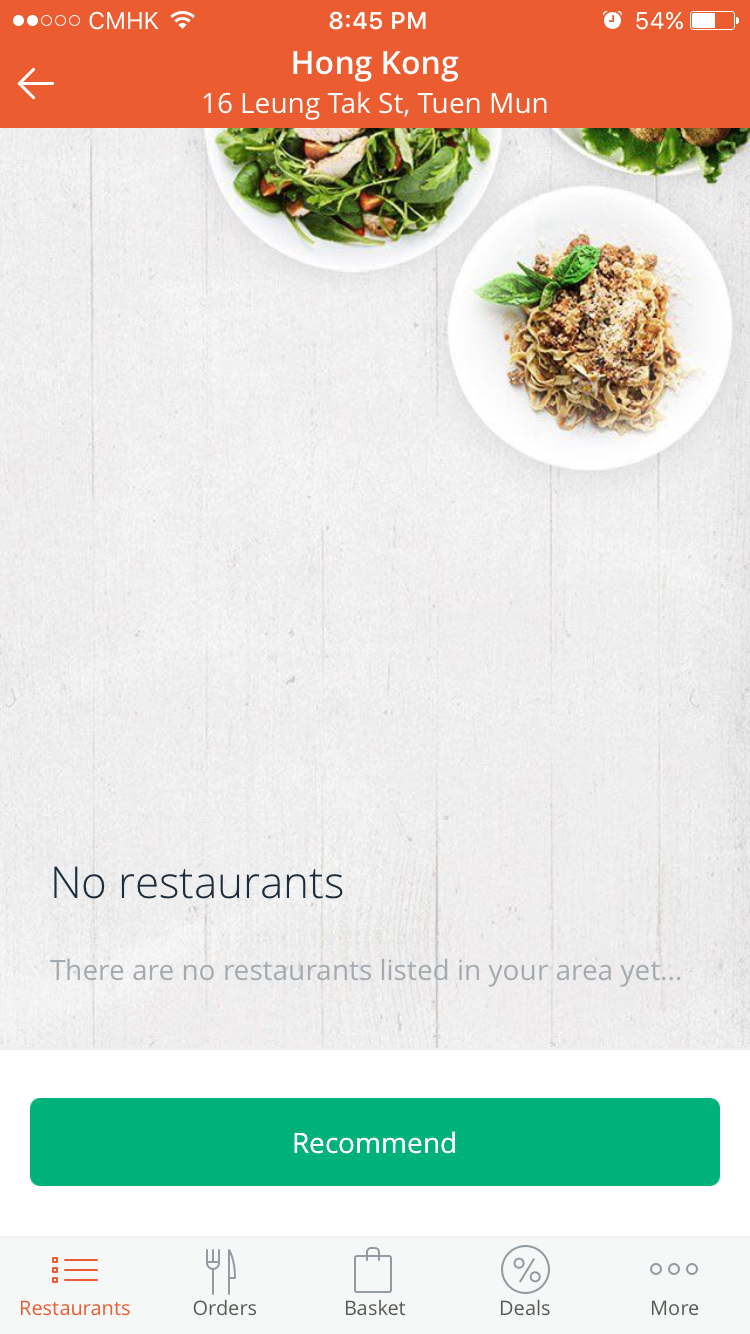 CMHK 8:45 PM 54%
Hong Kong
16 Leung Tak St, Tuen Mun
No restaurants
There are no restaurants listed in your area yet...
Recommend
Restaurants Orders Basket Deals More